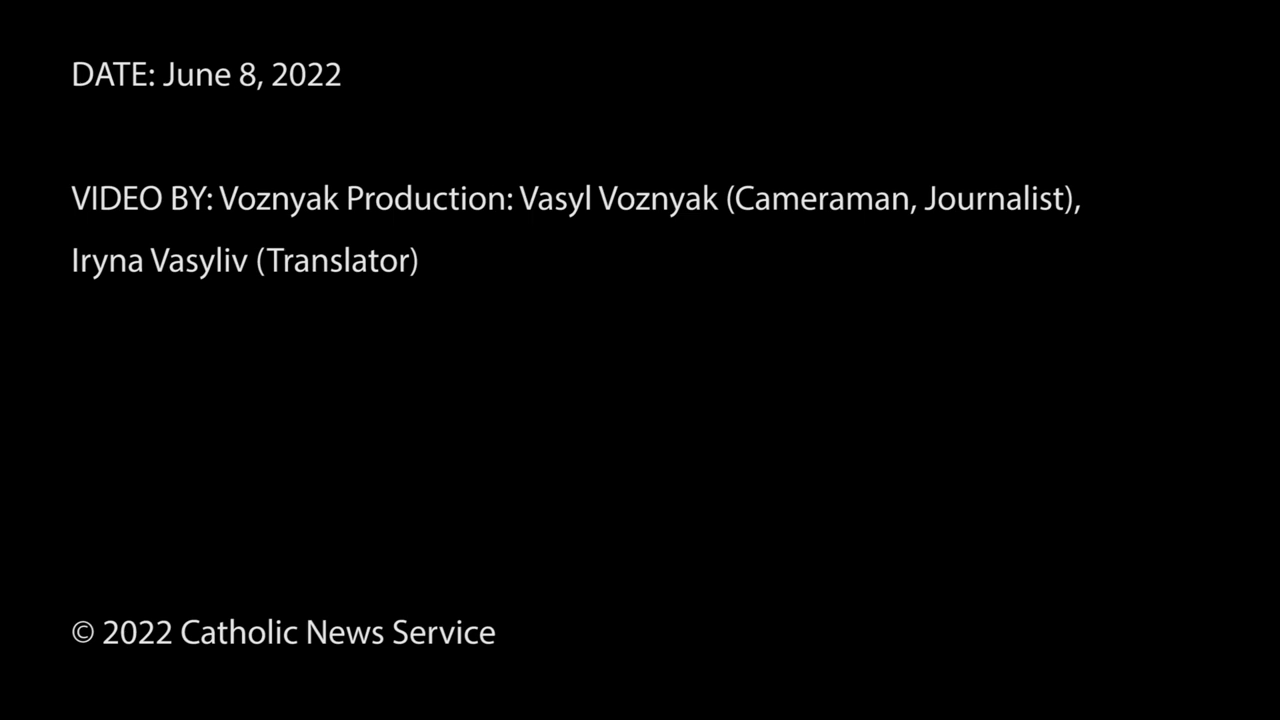 DATE: June 8, 2022
VIDEO BY: Voznyak Production: Vasyl Voznyak (Cameraman, Journalist),
Iryna Vasyliv (Translator)
© 2022 Catholic News Service